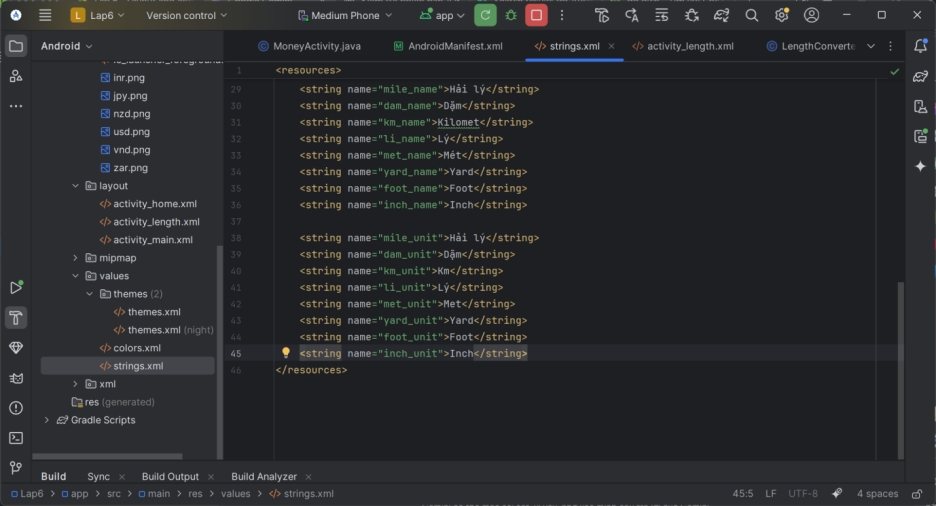 L Lap6 Version control Medium Phone app
Android
MoneyActivity.java AndroidManifest.xml strings.xml activity_length.xml LengthConverte
inr.png
jpy.png
nzd.png
usd.png
vnd.png
zar.png
layout
activity_home.xml
activity_length.xml
activity_main.xml
mipmap
values
themes (2)
themes.xml
themes.xml (night)
colors.xml
strings.xml
xml
res (generated)
Gradle Scripts
1 <resources>
29 <string name="mile_name">Hải lý</string>
30 <string name="dam_name">Dặm</string>
31 <string name="km_name">Kilomet</string>
32 <string name="li_name">Lý</string>
33 <string name="met_name">Mét</string>
34 <string name="yard_name">Yard</string>
35 <string name="foot_name">Foot</string>
36 <string name="inch_name">Inch</string>
37
38 <string name="mile_unit">Hải lý</string>
39 <string name="dam_unit">Dặm</string>
40 <string name="km_unit">Km</string>
41 <string name="li_unit">Lý</string>
42 <string name="met_unit">Met</string>
43 <string name="yard_unit">Yard</string>
44 <string name="foot_unit">Foot</string>
45 <string name="inch_unit">Inch</string>
46 </resources>
Build Sync Build Output Build Analyzer
Lap6 > app > src > main > res > values > strings.xml 45:5 LF UTF-8 4 spaces